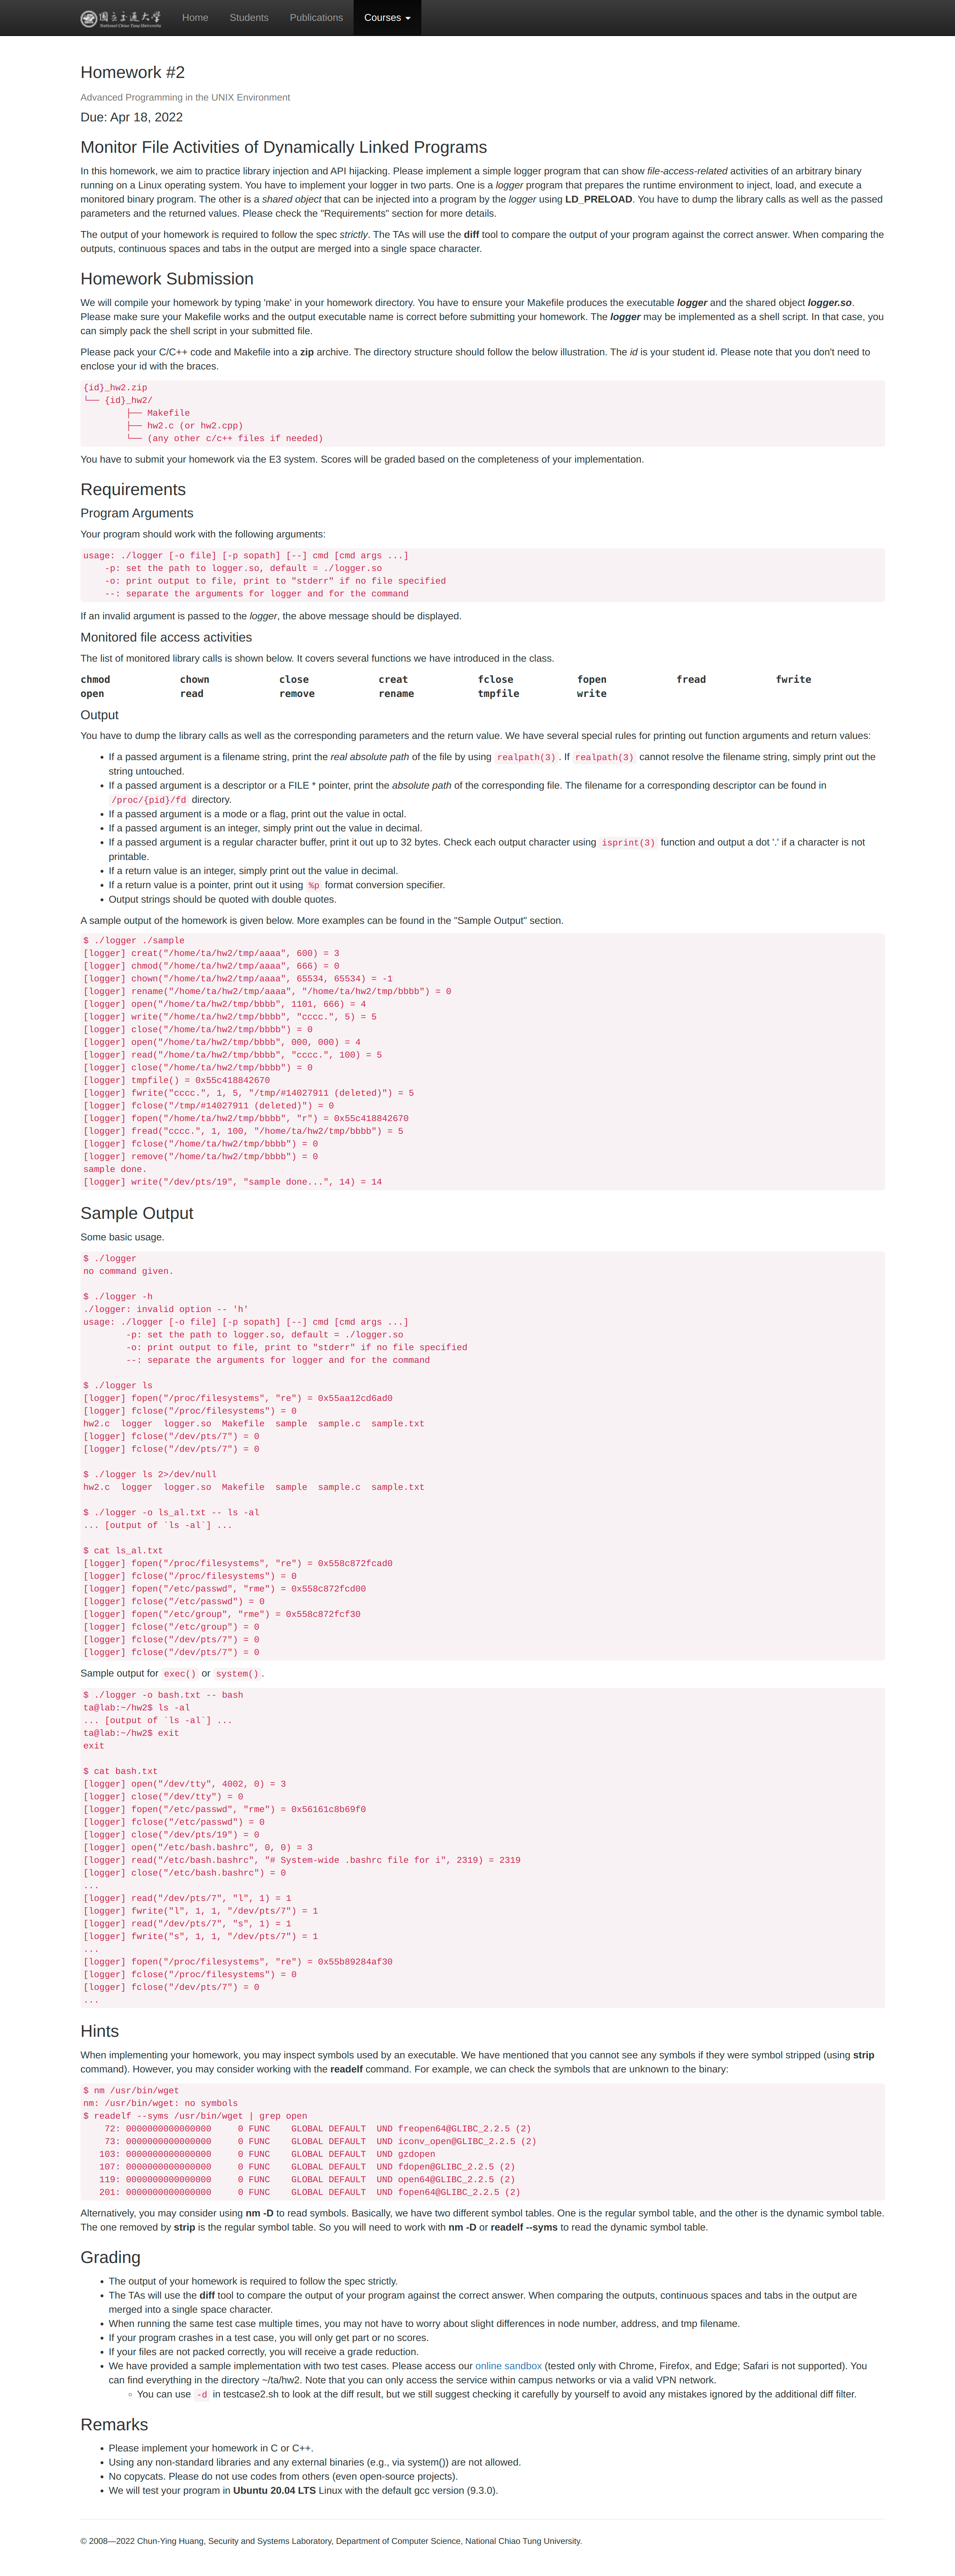 國立交通大學
National Chiao Tung University
Home Students Publications Courses
Homework #2
Advanced Programming in the UNIX Environment
Due: Apr 18, 2022
Monitor File Activities of Dynamically Linked Programs
In this homework, we aim to practice library injection and API hijacking. Please implement a simple logger program that can show file-access-related activities of an arbitrary binary
running on a Linux operating system. You have to implement your logger in two parts. One is a logger program that prepares the runtime environment to inject, load, and execute a
monitored binary program. The other is a shared object that can be injected into a program by the logger using LD_PRELOAD. You have to dump the library calls as well as the passed
parameters and the returned values. Please check the "Requirements" section for more details.
The output of your homework is required to follow the spec strictly. The TAs will use the diff tool to compare the output of your program against the correct answer. When comparing the
outputs, continuous spaces and tabs in the output are merged into a single space character.
Homework Submission
We will compile your homework by typing 'make' in your homework directory. You have to ensure your Makefile produces the executable logger and the shared object logger.so.
Please make sure your Makefile works and the output executable name is correct before submitting your homework. The logger may be implemented as a shell script. In that case, you
can simply pack the shell script in your submitted file.
Please pack your C/C++ code and Makefile into a zip archive. The directory structure should follow the below illustration. The id is your student id. Please note that you don't need to
enclose your id with the braces.
{id}_hw2.zip
└── {id}_hw2/
        ├── Makefile
        ├── hw2.c (or hw2.cpp)
        └── (any other c/c++ files if needed)
You have to submit your homework via the E3 system. Scores will be graded based on the completeness of your implementation.
Requirements
Program Arguments
Your program should work with the following arguments:
usage: ./logger [-o file] [-p sopath] [--] cmd [cmd args ...]
    -p: set the path to logger.so, default = ./logger.so
    -o: print output to file, print to "stderr" if no file specified
    --: separate the arguments for logger and for the command
If an invalid argument is passed to the logger, the above message should be displayed.
Monitored file access activities
The list of monitored library calls is shown below. It covers several functions we have introduced in the class.
chmod chown close creat fclose fopen fread fwrite
open read remove rename tmpfile write
Output
You have to dump the library calls as well as the corresponding parameters and the return value. We have several special rules for printing out function arguments and return values:
• If a passed argument is a filename string, print the real absolute path of the file by using realpath(3). If realpath(3) cannot resolve the filename string, simply print out the
string untouched.
• If a passed argument is a descriptor or a FILE * pointer, print the absolute path of the corresponding file. The filename for a corresponding descriptor can be found in
/proc/{pid}/fd directory.
• If a passed argument is a mode or a flag, print out the value in octal.
• If a passed argument is an integer, simply print out the value in decimal.
• If a passed argument is a regular character buffer, print it out up to 32 bytes. Check each output character using isprint(3) function and output a dot '.' if a character is not
printable.
• If a return value is an integer, simply print out the value in decimal.
• If a return value is a pointer, print out it using %p format conversion specifier.
• Output strings should be quoted with double quotes.
A sample output of the homework is given below. More examples can be found in the "Sample Output" section.
$ ./logger ./sample
[logger] creat("/home/ta/hw2/tmp/aaaa", 600) = 3
[logger] chmod("/home/ta/hw2/tmp/aaaa", 666) = 0
[logger] chown("/home/ta/hw2/tmp/aaaa", 65534, 65534) = -1
[logger] rename("/home/ta/hw2/tmp/aaaa", "/home/ta/hw2/tmp/bbbb") = 0
[logger] open("/home/ta/hw2/tmp/bbbb", 1101, 666) = 4
[logger] write("/home/ta/hw2/tmp/bbbb", "cccc.", 5) = 5
[logger] close("/home/ta/hw2/tmp/bbbb") = 0
[logger] open("/home/ta/hw2/tmp/bbbb", 000, 000) = 4
[logger] read("/home/ta/hw2/tmp/bbbb", "cccc.", 100) = 5
[logger] close("/home/ta/hw2/tmp/bbbb") = 0
[logger] tmpfile() = 0x55c418842670
[logger] fwrite("cccc.", 1, 5, "/tmp/#14027911 (deleted)") = 5
[logger] fclose("/tmp/#14027911 (deleted)") = 0
[logger] fopen("/home/ta/hw2/tmp/bbbb", "r") = 0x55c418842670
[logger] fread("cccc.", 1, 100, "/home/ta/hw2/tmp/bbbb") = 5
[logger] fclose("/home/ta/hw2/tmp/bbbb") = 0
[logger] remove("/home/ta/hw2/tmp/bbbb") = 0
sample done.
[logger] write("/dev/pts/19", "sample done...", 14) = 14
Sample Output
Some basic usage.
$ ./logger
no command given.
$ ./logger -h
./logger: invalid option -- 'h'
usage: ./logger [-o file] [-p sopath] [--] cmd [cmd args ...]
        -p: set the path to logger.so, default = ./logger.so
        -o: print output to file, print to "stderr" if no file specified
        --: separate the arguments for logger and for the command
$ ./logger ls
[logger] fopen("/proc/filesystems", "re") = 0x55aa12cd6ad0
[logger] fclose("/proc/filesystems") = 0
hw2.c  logger  logger.so  Makefile  sample  sample.c  sample.txt
[logger] fclose("/dev/pts/7") = 0
[logger] fclose("/dev/pts/7") = 0
$ ./logger ls 2>/dev/null
hw2.c  logger  logger.so  Makefile  sample  sample.c  sample.txt
$ ./logger -o ls_al.txt -- ls -al
... [output of `ls -al`] ...
$ cat ls_al.txt
[logger] fopen("/proc/filesystems", "re") = 0x558c872fcad0
[logger] fclose("/proc/filesystems") = 0
[logger] fopen("/etc/passwd", "rme") = 0x558c872fcd00
[logger] fclose("/etc/passwd") = 0
[logger] fopen("/etc/group", "rme") = 0x558c872fcf30
[logger] fclose("/etc/group") = 0
[logger] fclose("/dev/pts/7") = 0
[logger] fclose("/dev/pts/7") = 0
Sample output for exec() or system().
$ ./logger -o bash.txt -- bash
ta@lab:~/hw2$ ls -al
... [output of `ls -al`] ...
ta@lab:~/hw2$ exit
exit
$ cat bash.txt
[logger] open("/dev/tty", 4002, 0) = 3
[logger] close("/dev/tty") = 0
[logger] fopen("/etc/passwd", "rme") = 0x56161c8b69f0
[logger] fclose("/etc/passwd") = 0
[logger] close("/dev/pts/19") = 0
[logger] open("/etc/bash.bashrc", 0, 0) = 3
[logger] read("/etc/bash.bashrc", "# System-wide .bashrc file for i", 2319) = 2319
[logger] close("/etc/bash.bashrc") = 0
...
[logger] read("/dev/pts/7", "l", 1) = 1
[logger] fwrite("l", 1, 1, "/dev/pts/7") = 1
[logger] read("/dev/pts/7", "s", 1) = 1
[logger] fwrite("s", 1, 1, "/dev/pts/7") = 1
...
[logger] fopen("/proc/filesystems", "re") = 0x55b89284af30
[logger] fclose("/proc/filesystems") = 0
[logger] fclose("/dev/pts/7") = 0
...
Hints
When implementing your homework, you may inspect symbols used by an executable. We have mentioned that you cannot see any symbols if they were symbol stripped (using strip
command). However, you may consider working with the readelf command. For example, we can check the symbols that are unknown to the binary:
$ nm /usr/bin/wget
nm: /usr/bin/wget: no symbols
$ readelf --syms /usr/bin/wget | grep open
    72: 0000000000000000     0 FUNC    GLOBAL DEFAULT  UND freopen64@GLIBC_2.2.5 (2)
    73: 0000000000000000     0 FUNC    GLOBAL DEFAULT  UND iconv_open@GLIBC_2.2.5 (2)
   103: 0000000000000000     0 FUNC    GLOBAL DEFAULT  UND gzdopen
   107: 0000000000000000     0 FUNC    GLOBAL DEFAULT  UND fdopen@GLIBC_2.2.5 (2)
   119: 0000000000000000     0 FUNC    GLOBAL DEFAULT  UND open64@GLIBC_2.2.5 (2)
   201: 0000000000000000     0 FUNC    GLOBAL DEFAULT  UND fopen64@GLIBC_2.2.5 (2)
Alternatively, you may consider using nm -D to read symbols. Basically, we have two different symbol tables. One is the regular symbol table, and the other is the dynamic symbol table.
The one removed by strip is the regular symbol table. So you will need to work with nm -D or readelf --syms to read the dynamic symbol table.
Grading
• The output of your homework is required to follow the spec strictly.
• The TAs will use the diff tool to compare the output of your program against the correct answer. When comparing the outputs, continuous spaces and tabs in the output are
merged into a single space character.
• When running the same test case multiple times, you may not have to worry about slight differences in node number, address, and tmp filename.
• If your program crashes in a test case, you will only get part or no scores.
• If your files are not packed correctly, you will receive a grade reduction.
• We have provided a sample implementation with two test cases. Please access our online sandbox (tested only with Chrome, Firefox, and Edge; Safari is not supported). You
can find everything in the directory ~/ta/hw2. Note that you can only access the service within campus networks or via a valid VPN network.
◦ You can use -d in testcase2.sh to look at the diff result, but we still suggest checking it carefully by yourself to avoid any mistakes ignored by the additional diff filter.
Remarks
• Please implement your homework in C or C++.
• Using any non-standard libraries and any external binaries (e.g., via system()) are not allowed.
• No copycats. Please do not use codes from others (even open-source projects).
• We will test your program in Ubuntu 20.04 LTS Linux with the default gcc version (9.3.0).
© 2008—2022 Chun-Ying Huang, Security and Systems Laboratory, Department of Computer Science, National Chiao Tung University.